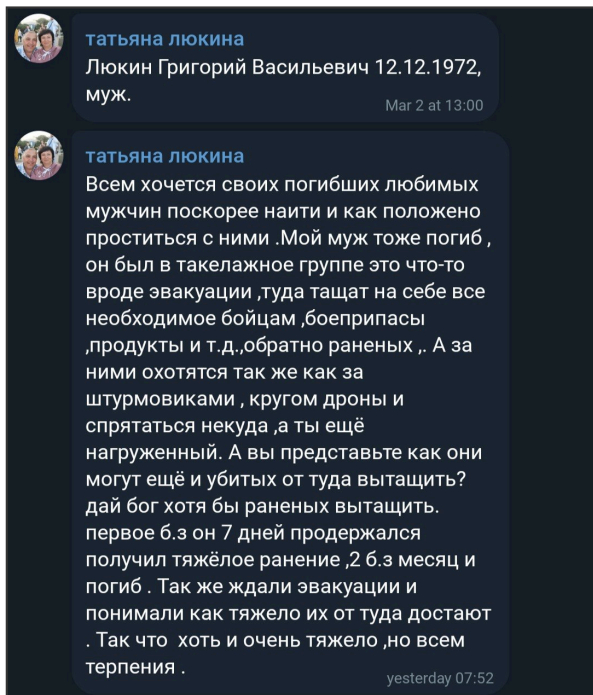 татьяна люкина
Люкин Григорий Васильевич 12.12.1972,
муж.
Mar 2 at 13:00
татьяна люкина
Всем хочется своих погибших любимых
мужчин поскорее наити и как положено
проститься с ними .Мой муж тоже погиб ,
он был в такелажное группе это что-то
вроде эвакуации ,туда тащат на себе все
необходимое бойцам ,боеприпасы
,продукты и т.д.,обратно раненых ,. А за
ними охотятся так же как за
штурмовиками , кругом дроны и
спрятаться некуда ,а ты ещё
нагруженный. А вы представьте как они
могут ещё и убитых от туда вытащить?
дай бог хотя бы раненых вытащить.
первое б.з он 7 дней продержался
получил тяжёлое ранение ,2 б.з месяц и
погиб . Так же ждали эвакуации и
понимали как тяжело их от туда достают
. Так что  хоть и очень тяжело ,но всем
терпения .
yesterday 07:52